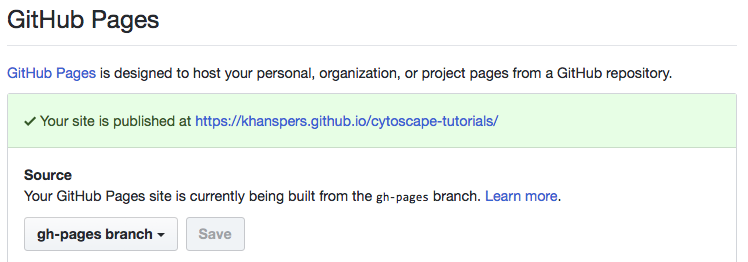 GitHub Pages
GitHub Pages is designed to host your personal, organization, or project pages from a GitHub repository.
Your site is published at https://khanspers.github.io/cytoscape-tutorials/
Source
Your GitHub Pages site is currently being built from the gh-pages branch. Learn more.
gh-pages branch Save